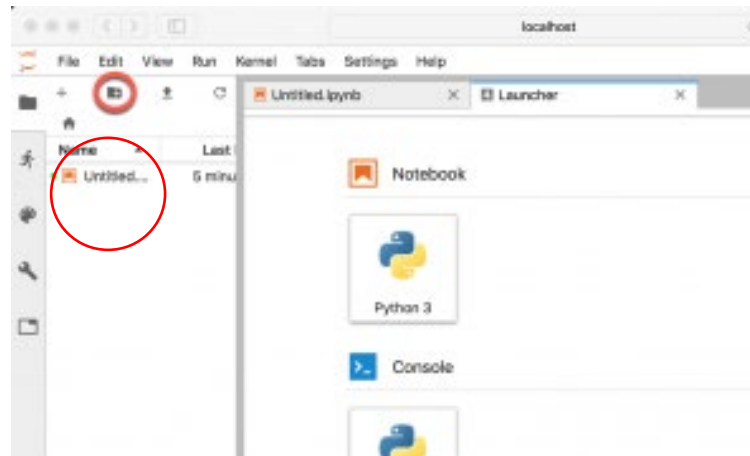 localhost
File Edit View Run Kernel Tabs Settings Help
Untitled.ipynb
Launcher
Name Last
Untitled... 5 minu
Notebook
Python 3
Console